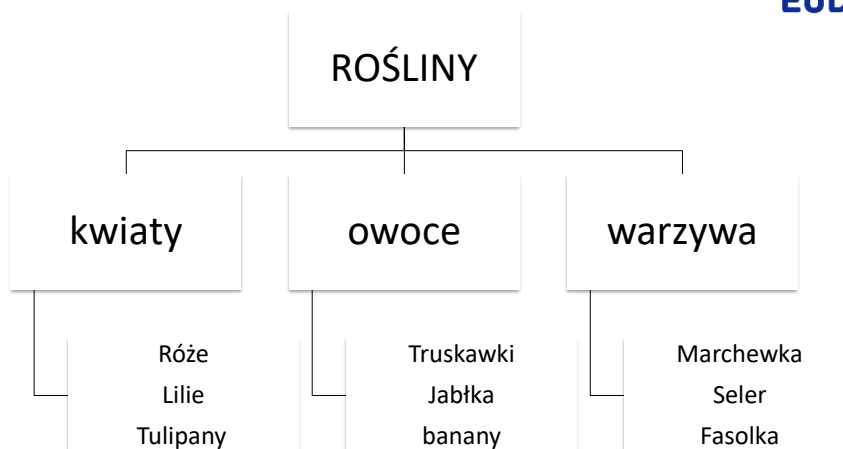 ROŚLINY
kwiaty
owoce
warzywa
Róże
Lilie
Tulipany
Truskawki
Jabłka
banany
Marchewka
Seler
Fasolka